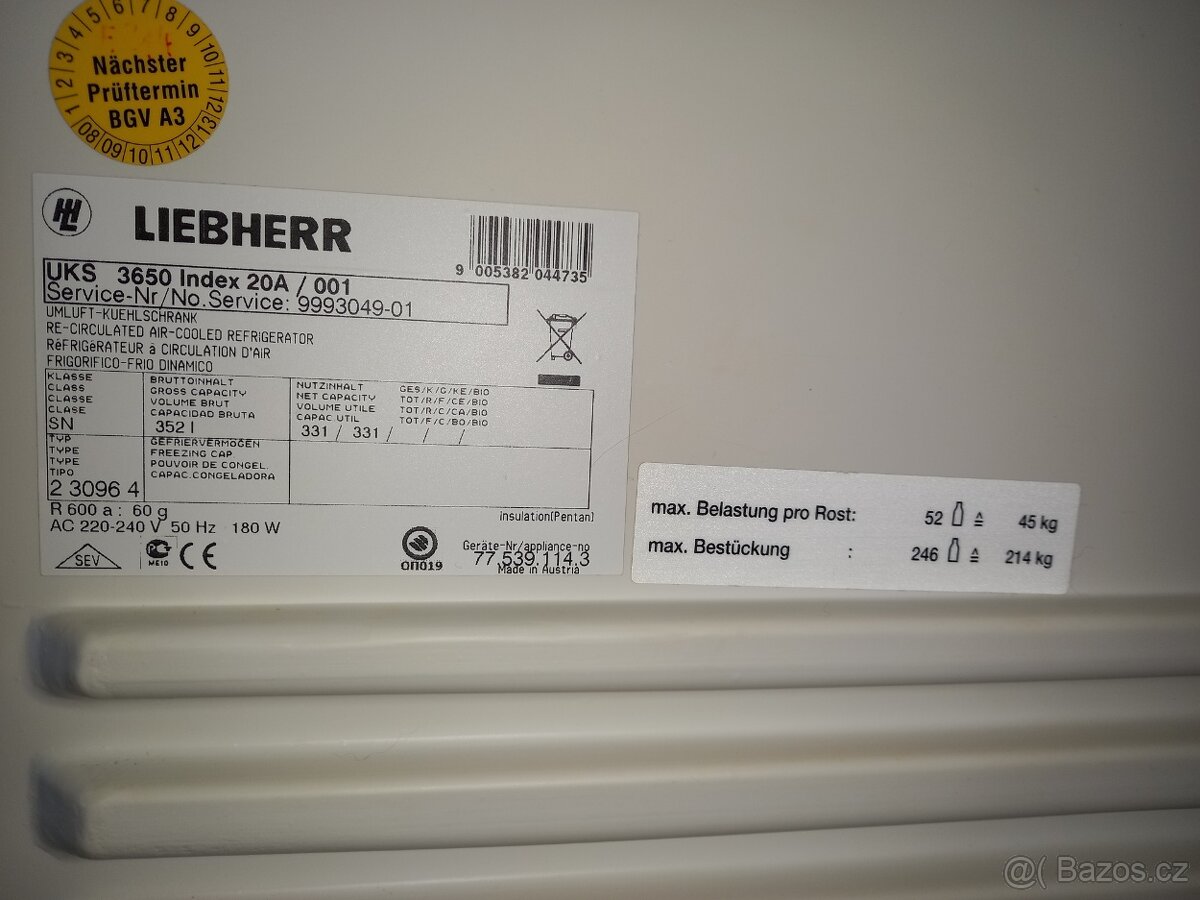 1 2 3 4 5 6 7 8 9 10 11 12
Nächster
Prüftermin
BGV A3
08 09 10 11 12 13
LIEBHERR
9 005382 044735
UKS 3650 Index 20A / 001
Service-Nr/No.Service: 9993049-01
UMLUFT-KUEHLSCHRANK
RE-CIRCULATED AIR-COOLED REFRIGERATOR
RéFRIGéRATEUR à CIRCULATION D'AIR
FRIGORIFICO-FRIO DINAMICO
KLASSE
CLASS
CLASSE
CLASE
SN
BRUTTOINHALT
GROSS CAPACITY
VOLUME BRUT
CAPACIDAD BRUTA
352 l
NUTZINHALT GES/K/G/KE/BIO
NET CAPACITY TOT/R/F/CE/BIO
VOLUME UTILE TOT/R/C/CA/BIO
CAPAC UTIL TOT/F/C/BO/BIO
331 / 331 / / /
TYP
TYPE
TYPE
TIPO
2 3096 4
GEFRIERVERMOGEN
FREEZING CAP
POUVOIR DE CONGEL.
CAPAC.CONGELADORA
R 600 a : 60 g
AC 220-240 V 50 Hz 180 W
insulation(Pentan)
SEV
PC
ME10
CE
ОП019
Geräte-Nr/appliance-no
77.539.114.3
Made in Austria
max. Belastung pro Rost: 52 ≙ 45 kg
max. Bestückung : 246 ≙ 214 kg
@( Bazos.cz